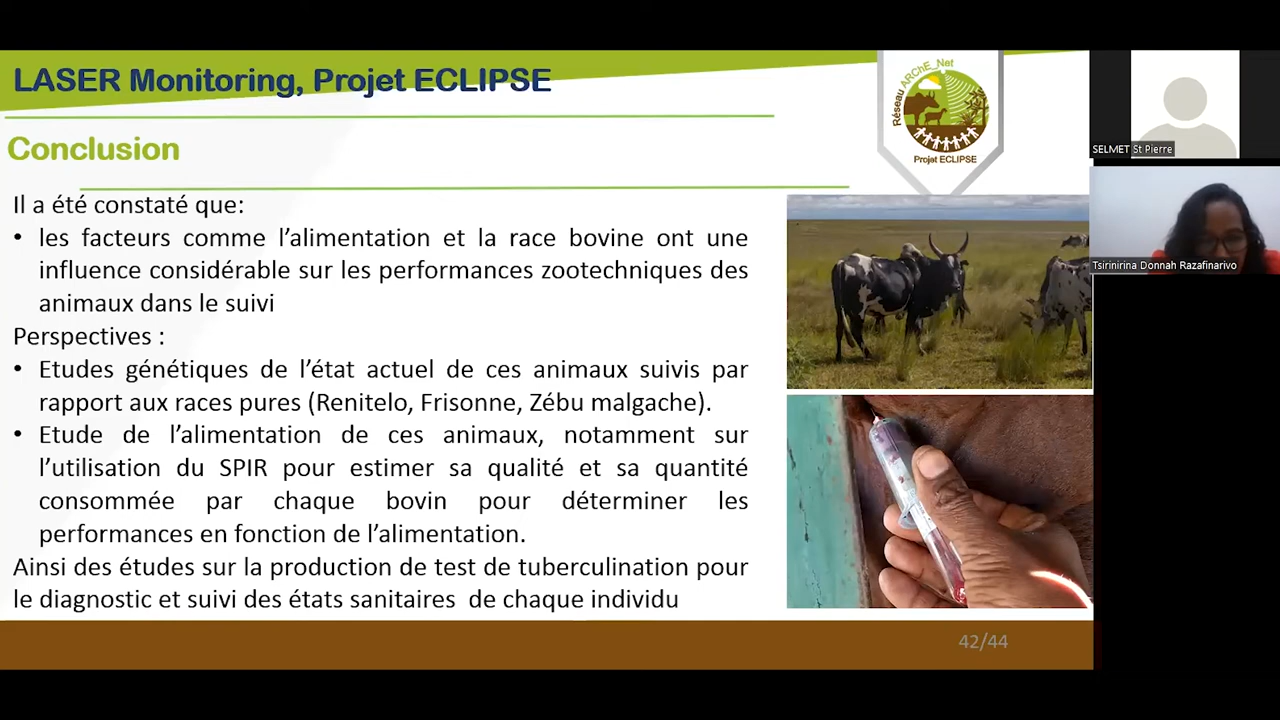 LASER Monitoring, Projet ECLIPSE
Réseau ARChE_Net
Projet ECLIPSE
SELMET St Pierre
Tsirinirina Donnah Razafinarivo
Conclusion
Il a été constaté que:
• les facteurs comme l’alimentation et la race bovine ont une
influence considérable sur les performances zootechniques des
animaux dans le suivi
Perspectives :
• Etudes génétiques de l’état actuel de ces animaux suivis par
rapport aux races pures (Renitelo, Frisonne, Zébu malgache).
• Etude de l’alimentation de ces animaux, notamment sur
l’utilisation du SPIR pour estimer sa qualité et sa quantité
consommée par chaque bovin pour déterminer les
performances en fonction de l’alimentation.
Ainsi des études sur la production de test de tuberculination pour
le diagnostic et suivi des états sanitaires de chaque individu
42/44